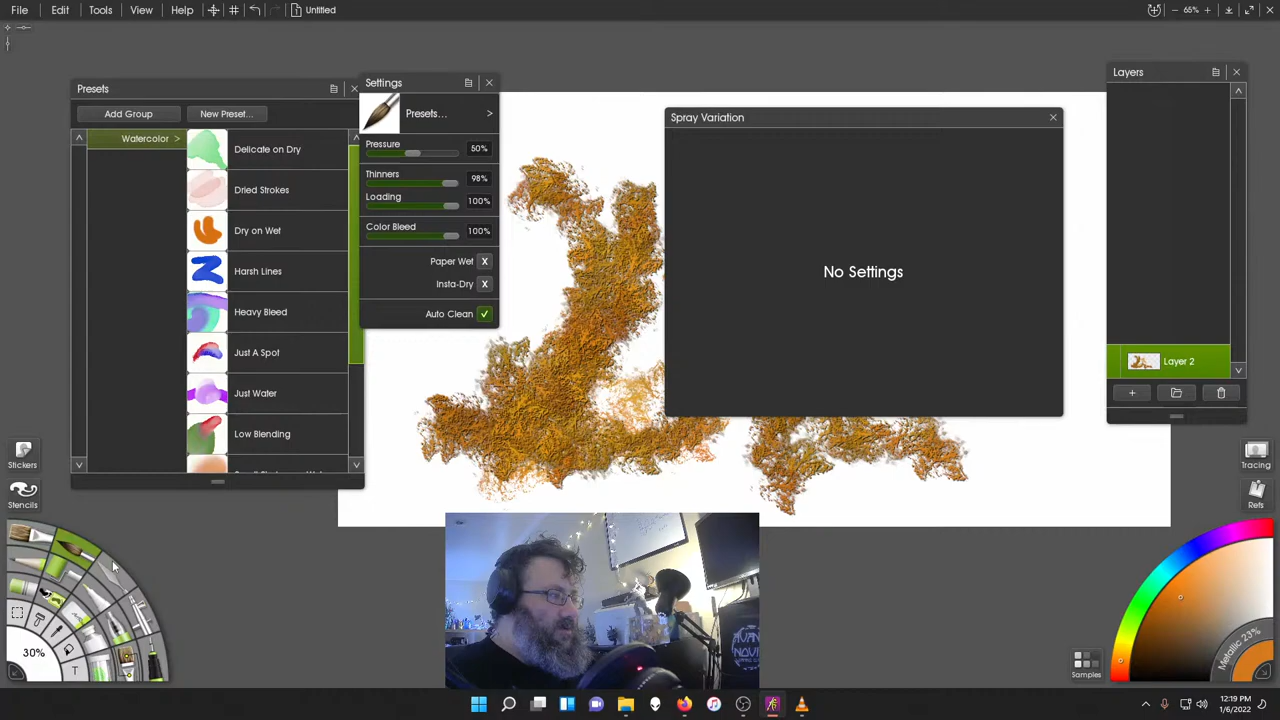 File Edit Tools View Help Untitled 65%
Presets
Add Group New Preset...
Watercolor >
Delicate on Dry
Dried Strokes
Dry on Wet
Harsh Lines
Heavy Bleed
Just A Spot
Just Water
Low Blending
Settings
Presets... >
Pressure 50%
Thinners 98%
Loading 100%
Color Bleed 100%
Paper Wet X
Insta-Dry X
Auto Clean
Spray Variation
No Settings
Layers
Layer 2
Stickers
Stencils
30%
T
Tracing
Refs
Metallic 23%
Samples
12:19 PM
1/6/2022